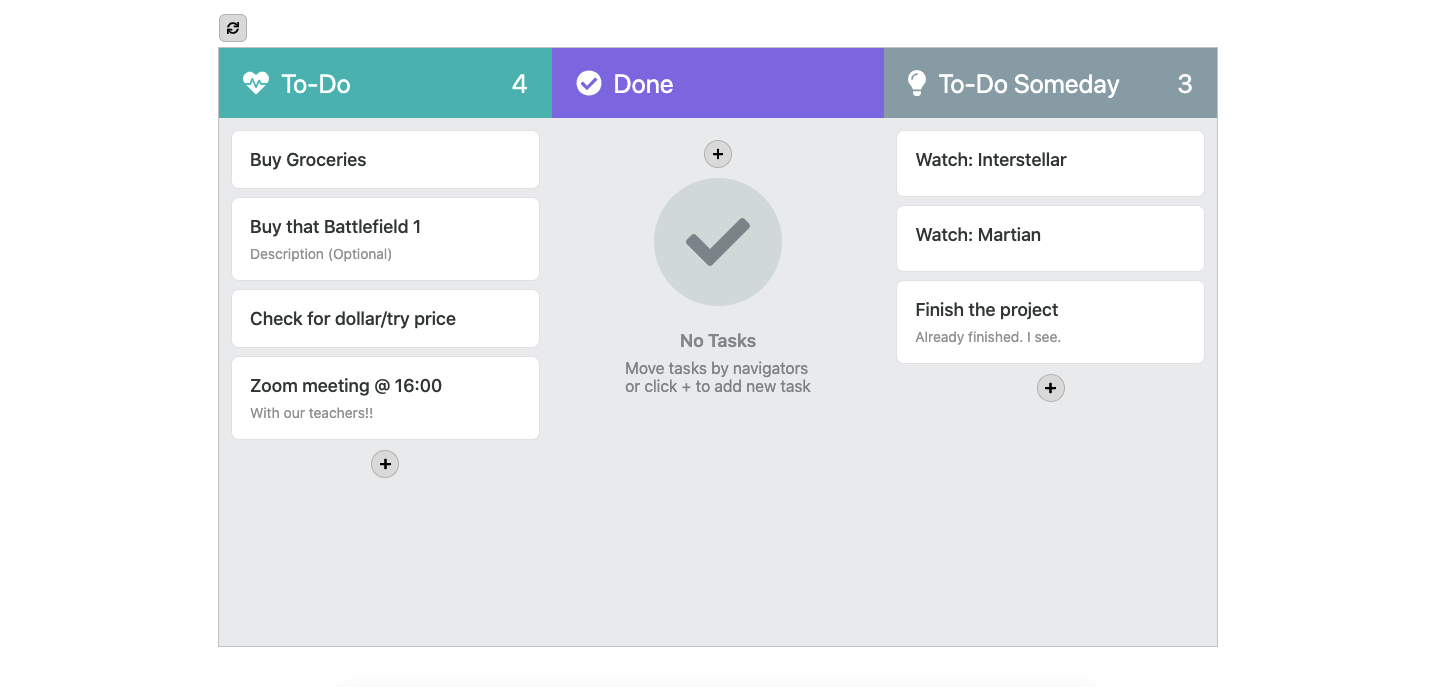 To-Do 4
Buy Groceries
Buy that Battlefield 1
Description (Optional)
Check for dollar/try price
Zoom meeting @ 16:00
With our teachers!!
+
Done
+
No Tasks
Move tasks by navigators
or click + to add new task
To-Do Someday 3
Watch: Interstellar
Watch: Martian
Finish the project
Already finished. I see.
+